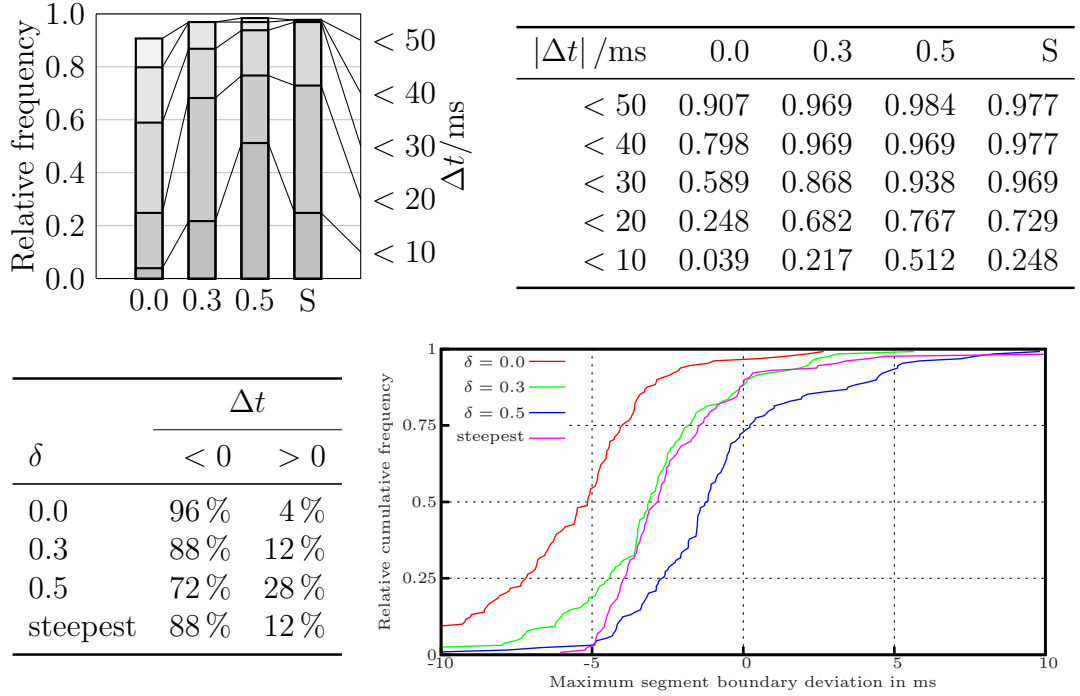 1.0
0.8
0.6
0.4
0.2
0.0
Relative frequency
0.0 0.3 0.5 S
< 50
< 40
< 30
< 20
< 10
Δt/ms
|Δt| /ms 0.0 0.3 0.5 S
< 50 0.907 0.969 0.984 0.977
< 40 0.798 0.969 0.969 0.977
< 30 0.589 0.868 0.938 0.969
< 20 0.248 0.682 0.767 0.729
< 10 0.039 0.217 0.512 0.248
Δt
δ < 0 > 0
0.0 96 % 4 %
0.3 88 % 12 %
0.5 72 % 28 %
steepest 88 % 12 %
1
0.75
0.5
0.25
0
Relative cumulative frequency
δ = 0.0
δ = 0.3
δ = 0.5
steepest
-10 -5 0 5 10
Maximum segment boundary deviation in ms